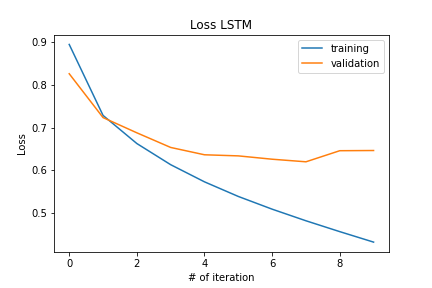 Loss LSTM
training
validation
Loss
0.9
0.8
0.7
0.6
0.5
0 2 4 6 8
# of iteration